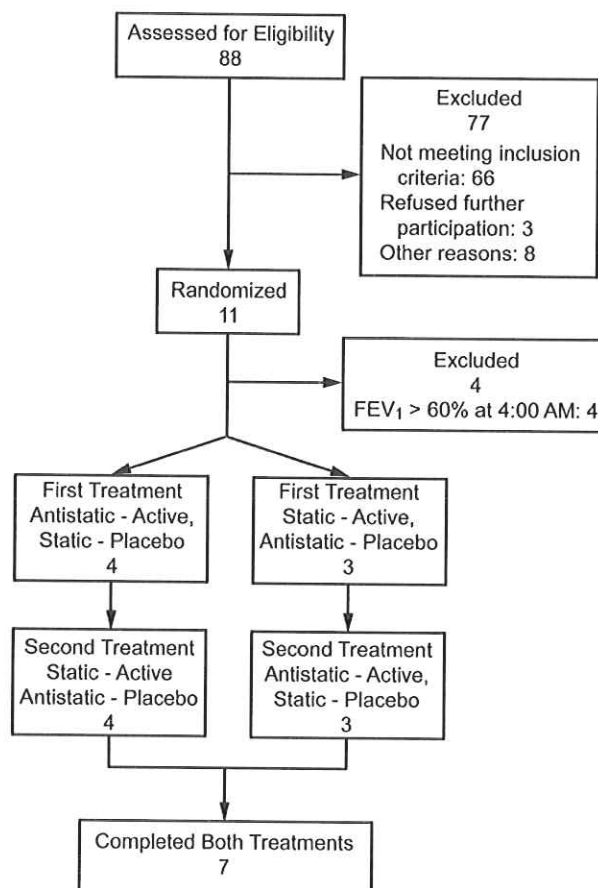 Assessed for Eligibility
88
Excluded
77
Not meeting inclusion
criteria: 66
Refused further
participation: 3
Other reasons: 8
Randomized
11
Excluded
4
FEV₁ > 60% at 4:00 AM: 4
First Treatment
Antistatic - Active,
Static - Placebo
4
First Treatment
Static - Active,
Antistatic - Placebo
3
Second Treatment
Static - Active
Antistatic - Placebo
4
Second Treatment
Antistatic - Active,
Static - Placebo
3
Completed Both Treatments
7